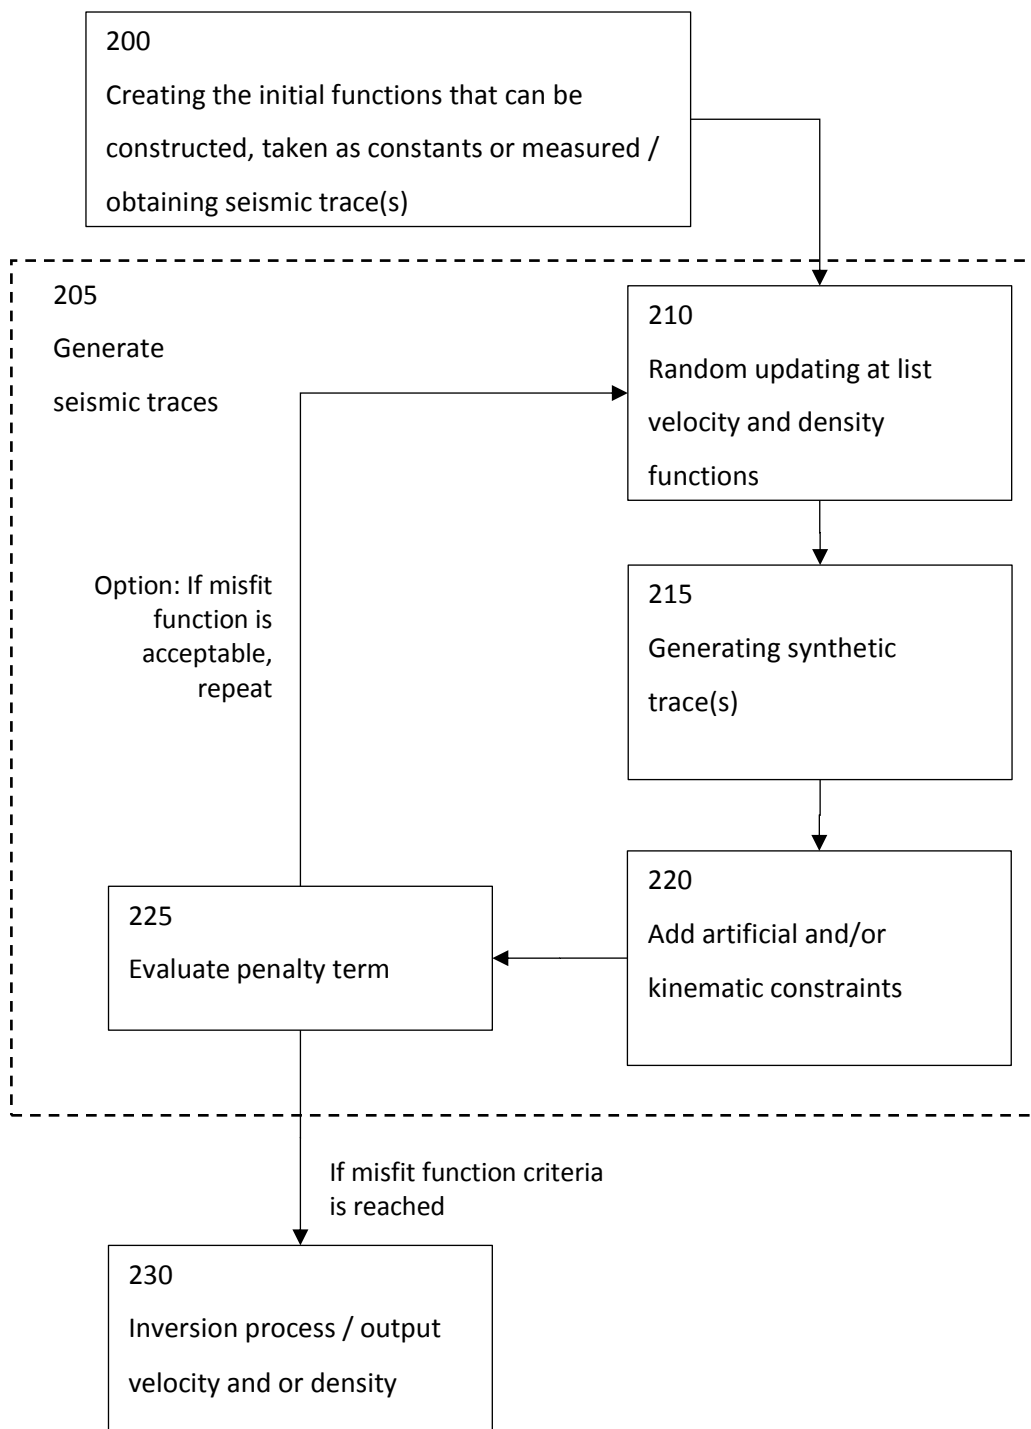 200
Creating the initial functions that can be
constructed, taken as constants or measured /
obtaining seismic trace(s)
205
Generate
seismic traces
210
Random updating at list
velocity and density
functions
Option: If misfit
function is
acceptable,
repeat
215
Generating synthetic
trace(s)
220
Add artificial and/or
kinematic constraints
225
Evaluate penalty term
If misfit function criteria
is reached
230
Inversion process / output
velocity and or density